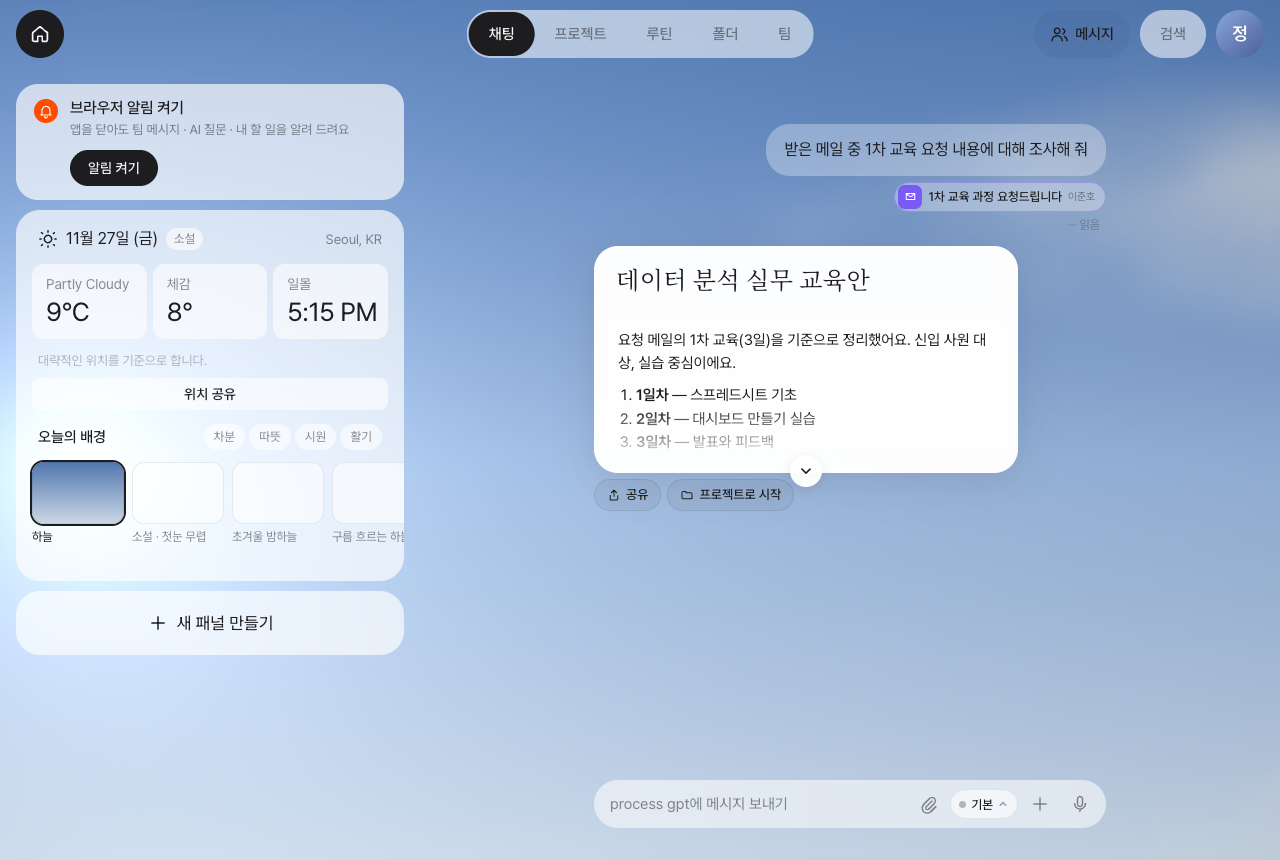 채팅
프로젝트
루틴
폴더
팀
메시지
검색
정
브라우저 알림 켜기
앱을 닫아도 팀 메시지 · AI 질문 · 내 할 일을 알려 드려요
알림 켜기
11월 27일 (금)
소설
Seoul, KR
Partly Cloudy
9°C
체감
8°
일몰
5:15 PM
대략적인 위치를 기준으로 합니다.
위치 공유
오늘의 배경
차분
따뜻
시원
활기
하늘
소설 · 첫눈 무렵
초겨울 밤하늘
구름 흐르는
새 패널 만들기
받은 메일 중 1차 교육 요청 내용에 대해 조사해 줘
1차 교육 과정 요청드립니다 이준호
··· 읽음
데이터 분석 실무 교육안
요청 메일의 1차 교육(3일)을 기준으로 정리했어요. 신입 사원 대
상, 실습 중심이에요.
1. 1일차 — 스프레드시트 기초
2. 2일차 — 대시보드 만들기 실습
3. 3일차 — 발표와 피드백
공유
프로젝트로 시작
process gpt에 메시지 보내기
기본